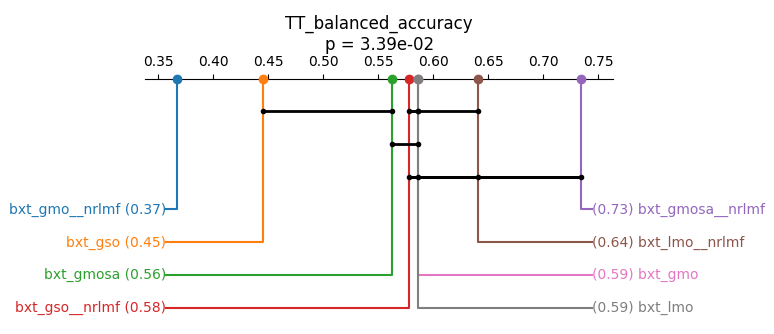 TT_balanced_accuracy
p = 3.39e-02
0.35 0.40 0.45 0.50 0.55 0.60 0.65 0.70 0.75
bxt_gmo__nrlmf (0.37) (0.73) bxt_gmosa__nrlmf
bxt_gso (0.45) (0.64) bxt_lmo__nrlmf
bxt_gmosa (0.56) (0.59) bxt_gmo
bxt_gso__nrlmf (0.58) (0.59) bxt_lmo